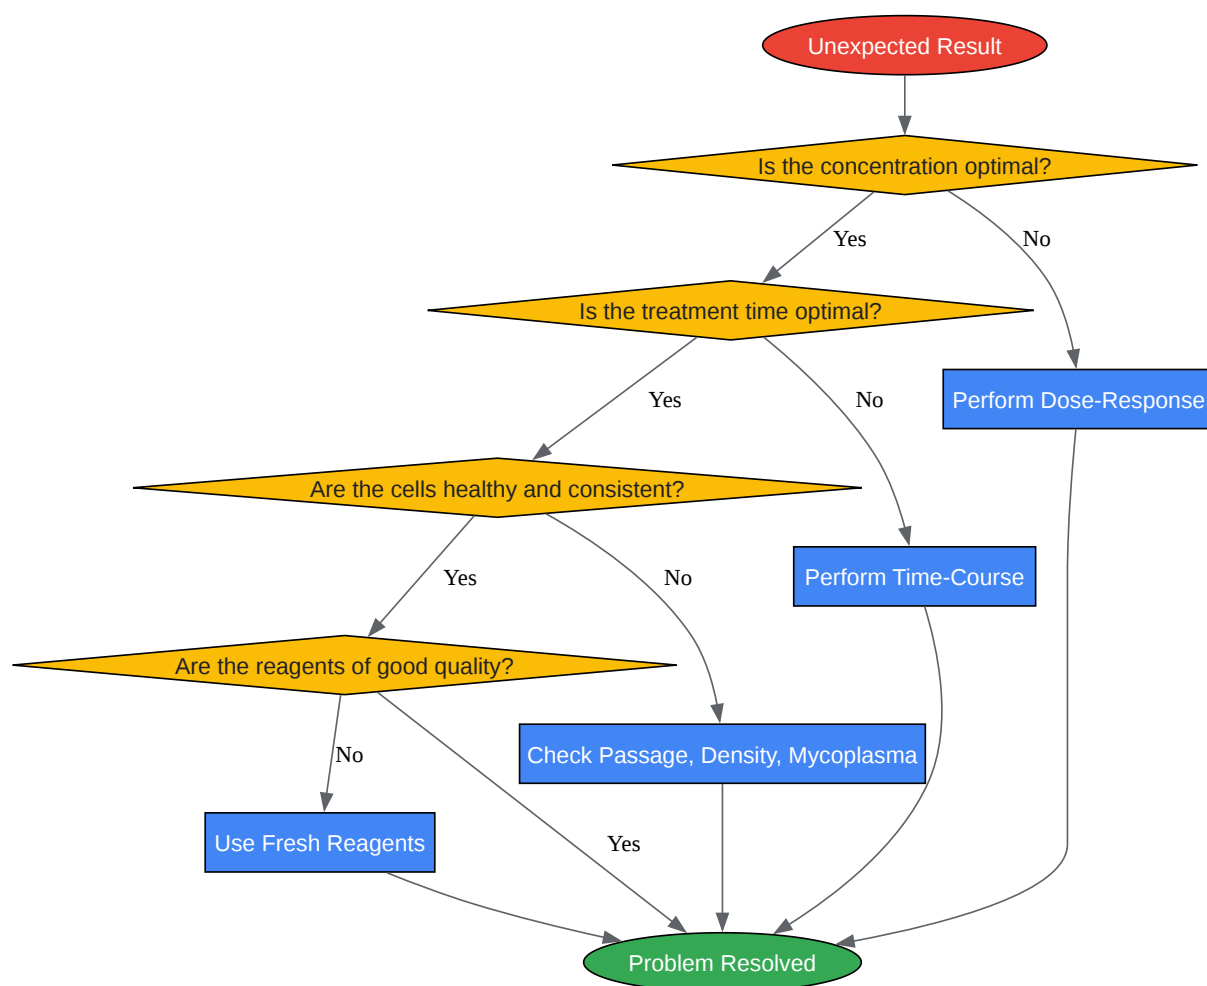 Unexpected Result
Is the concentration optimal?
Yes
No
Is the treatment time optimal?
Yes
No
Perform Dose-Response
Are the cells healthy and consistent?
Yes
No
Perform Time-Course
Are the reagents of good quality?
No
Check Passage, Density, Mycoplasma
Use Fresh Reagents
Yes
Problem Resolved